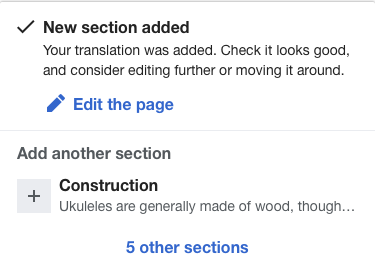 New section added
Your translation was added. Check it looks good,
and consider editing further or moving it around.
Edit the page
Add another section
Construction
Ukuleles are generally made of wood, though…
5 other sections